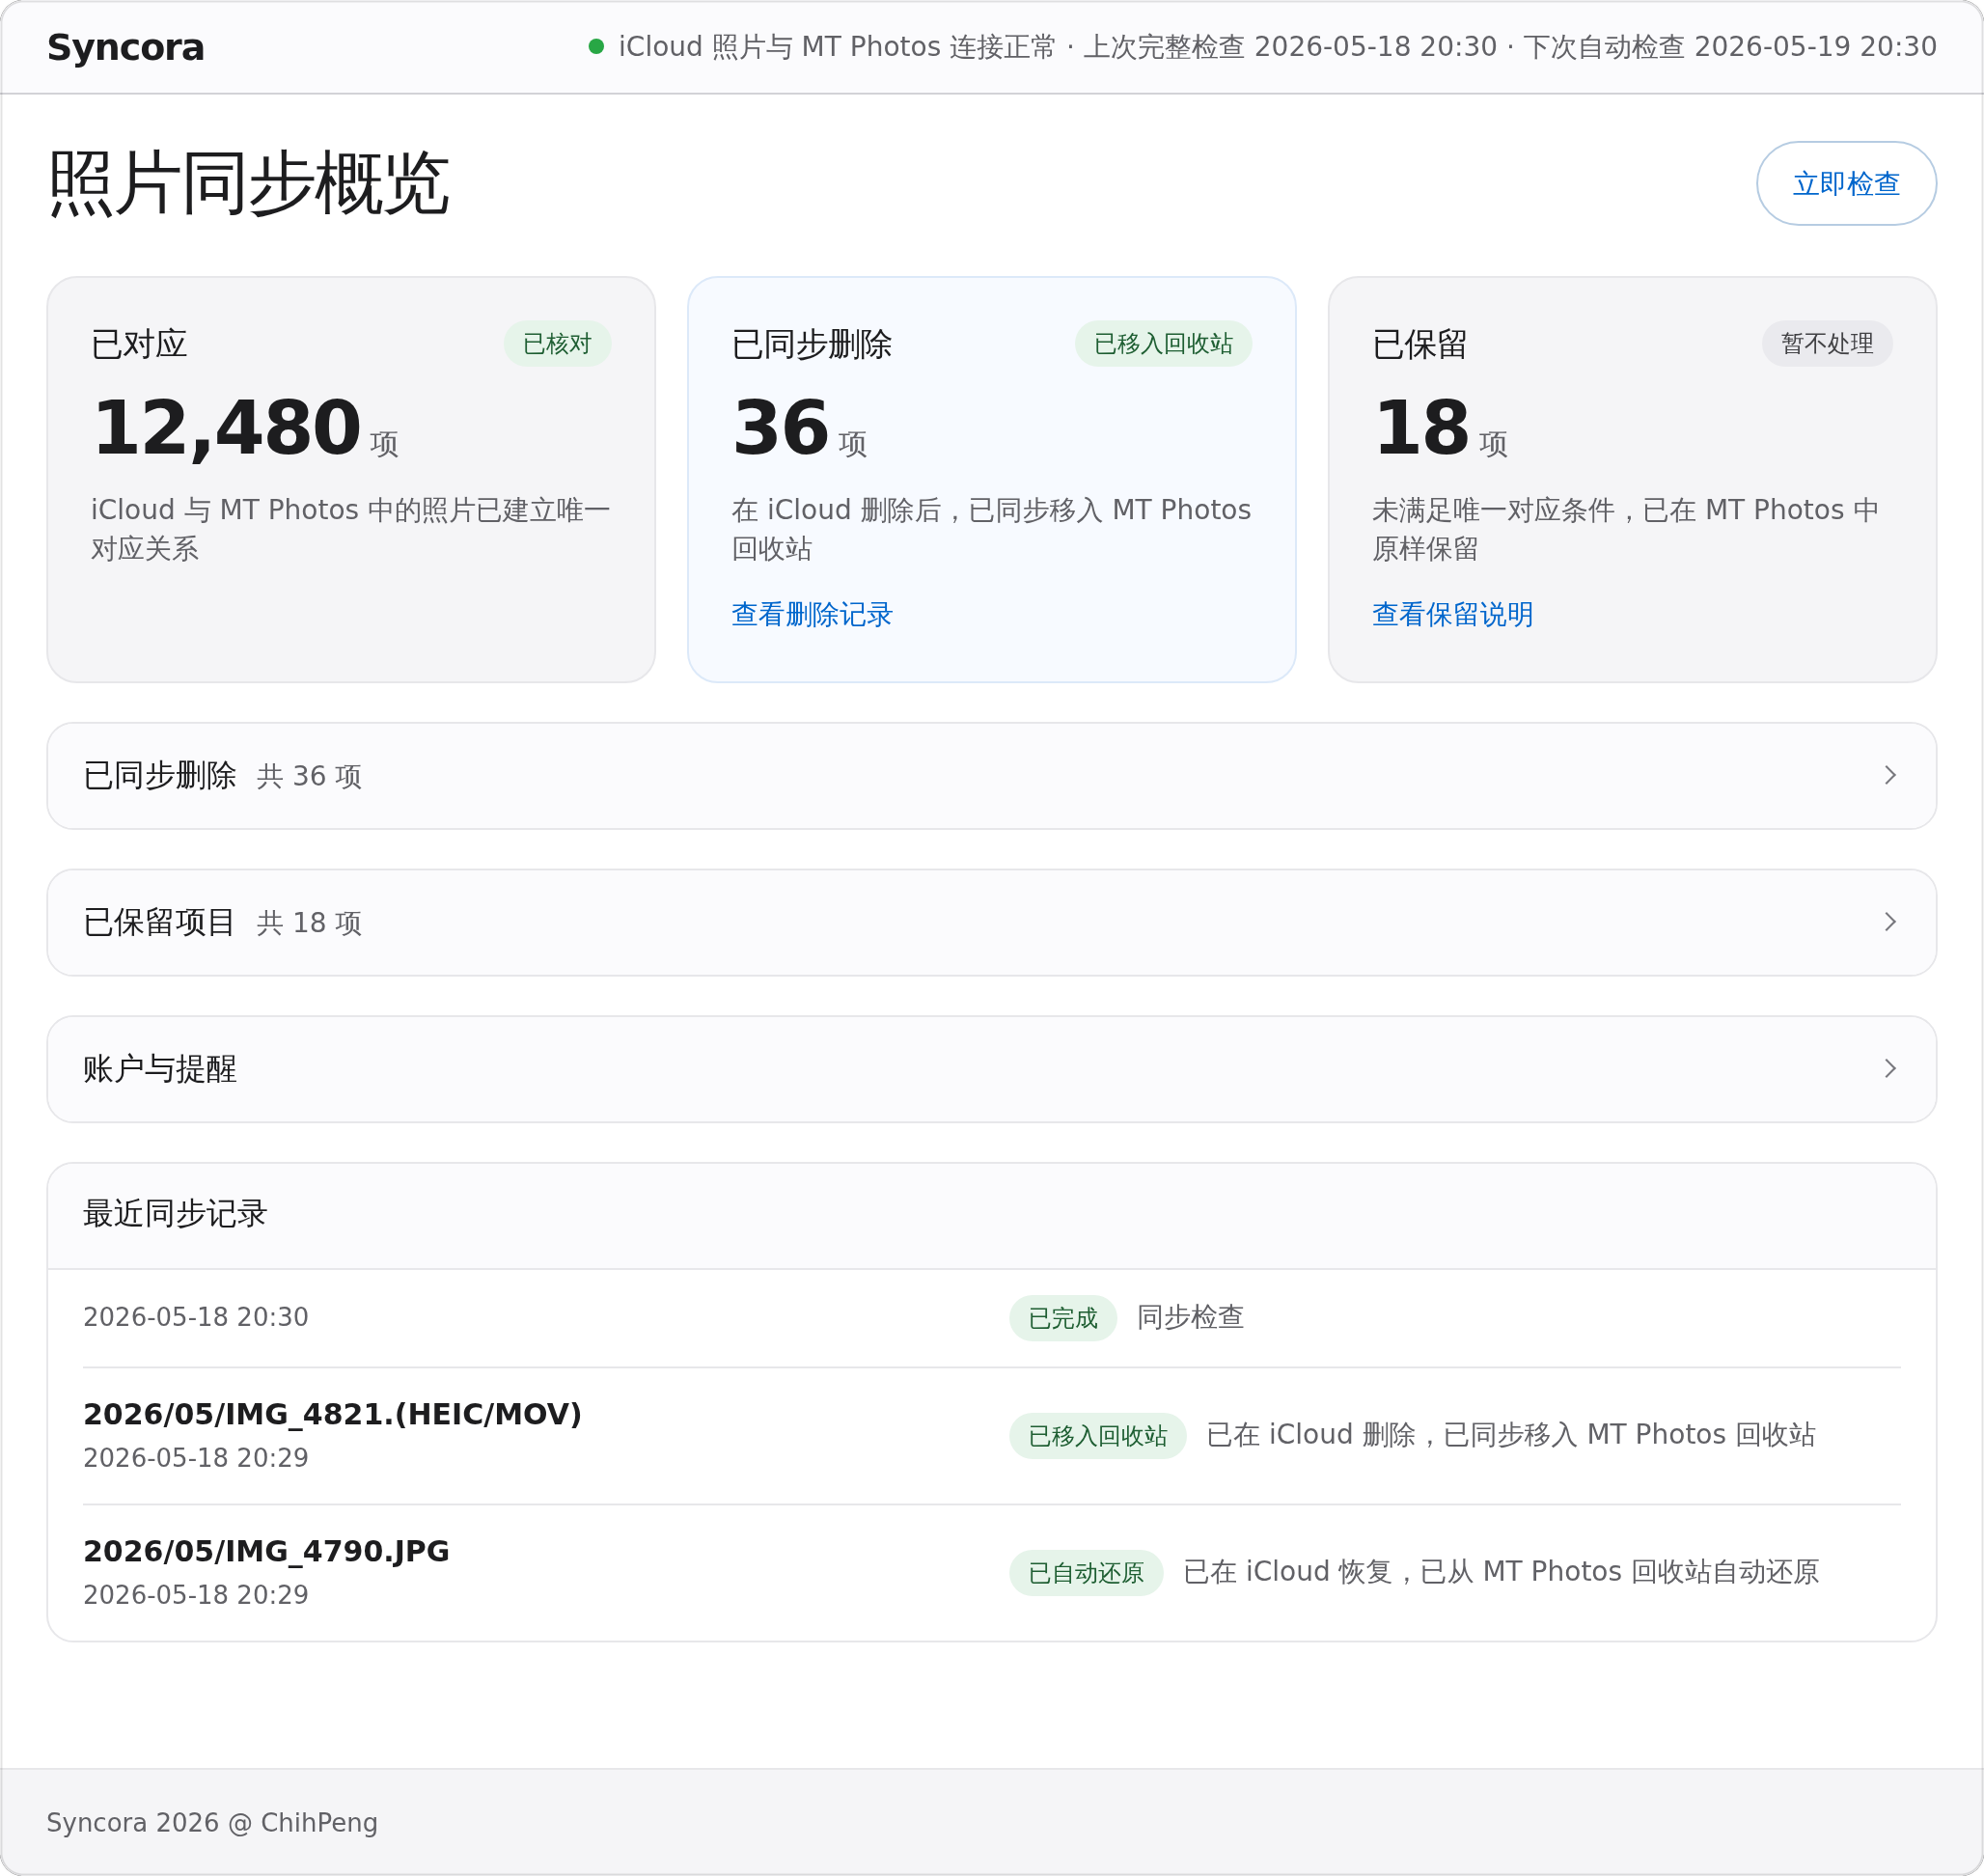 Syncora
iCloud 照片与 MT Photos 连接正常 · 上次完整检查 2026-05-18 20:30 · 下次自动检查 2026-05-19 20:30
照片同步概览
立即检查
已对应
已核对
12,480 项
iCloud 与 MT Photos 中的照片已建立唯一
对应关系
已同步删除
已移入回收站
36 项
在 iCloud 删除后，已同步移入 MT Photos
回收站
查看删除记录
已保留
暂不处理
18 项
未满足唯一对应条件，已在 MT Photos 中
原样保留
查看保留说明
已同步删除 共 36 项
已保留项目 共 18 项
账户与提醒
最近同步记录
2026-05-18 20:30
已完成 同步检查
2026/05/IMG_4821.(HEIC/MOV)
2026-05-18 20:29
已移入回收站 已在 iCloud 删除，已同步移入 MT Photos 回收站
2026/05/IMG_4790.JPG
2026-05-18 20:29
已自动还原 已在 iCloud 恢复，已从 MT Photos 回收站自动还原
Syncora 2026 @ ChihPeng